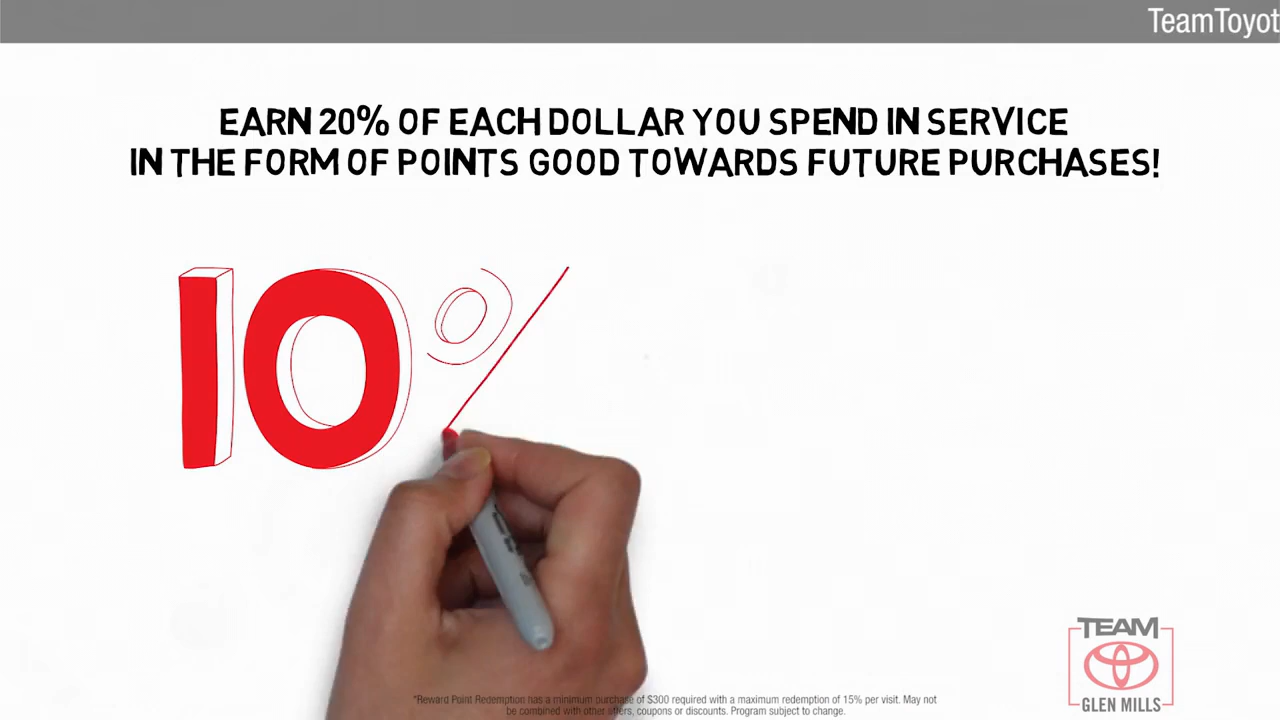 TeamToyot
EARN 20% OF EACH DOLLAR YOU SPEND IN SERVICE
IN THE FORM OF POINTS GOOD TOWARDS FUTURE PURCHASES!
10%
TEAM
GLEN MILLS
*Reward Point Redemption has a minimum purchase of $300 required with a maximum redemption of 15% per visit. May not
be combined with other offers, coupons or discounts. Program subject to change.